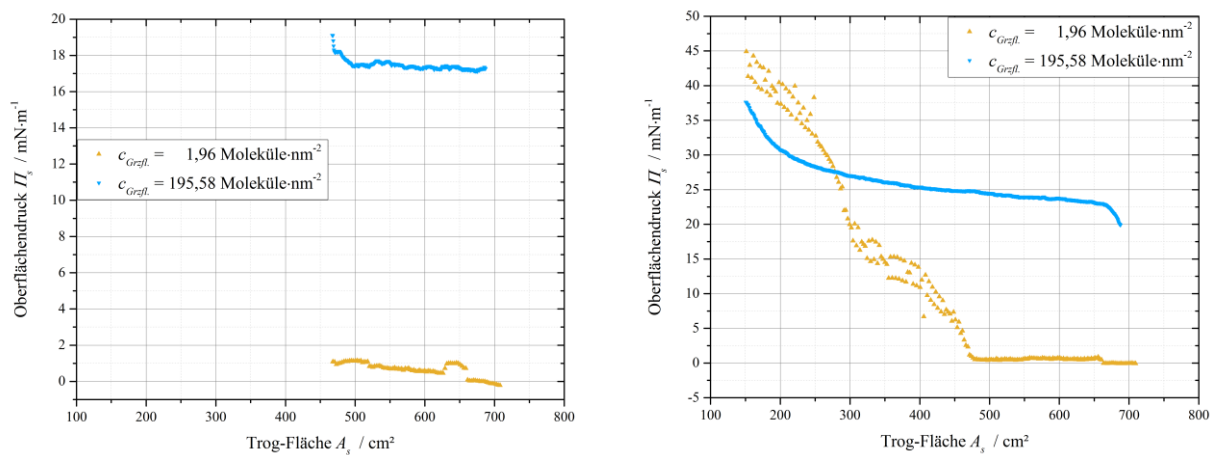 20
18
16
14
12
10
8
6
4
2
0
Oberflächendruck Π_s / mN·m⁻¹
c_Grzfl. = 1,96 Moleküle·nm⁻²
c_Grzfl. = 195,58 Moleküle·nm⁻²
100 200 300 400 500 600 700 800
Trog-Fläche A_s / cm²
50
45
40
35
30
25
20
15
10
5
0
-5
Oberflächendruck Π_s / mN·m⁻¹
c_Grzfl. = 1,96 Moleküle·nm⁻²
c_Grzfl. = 195,58 Moleküle·nm⁻²
100 200 300 400 500 600 700 800
Trog-Fläche A_s / cm²